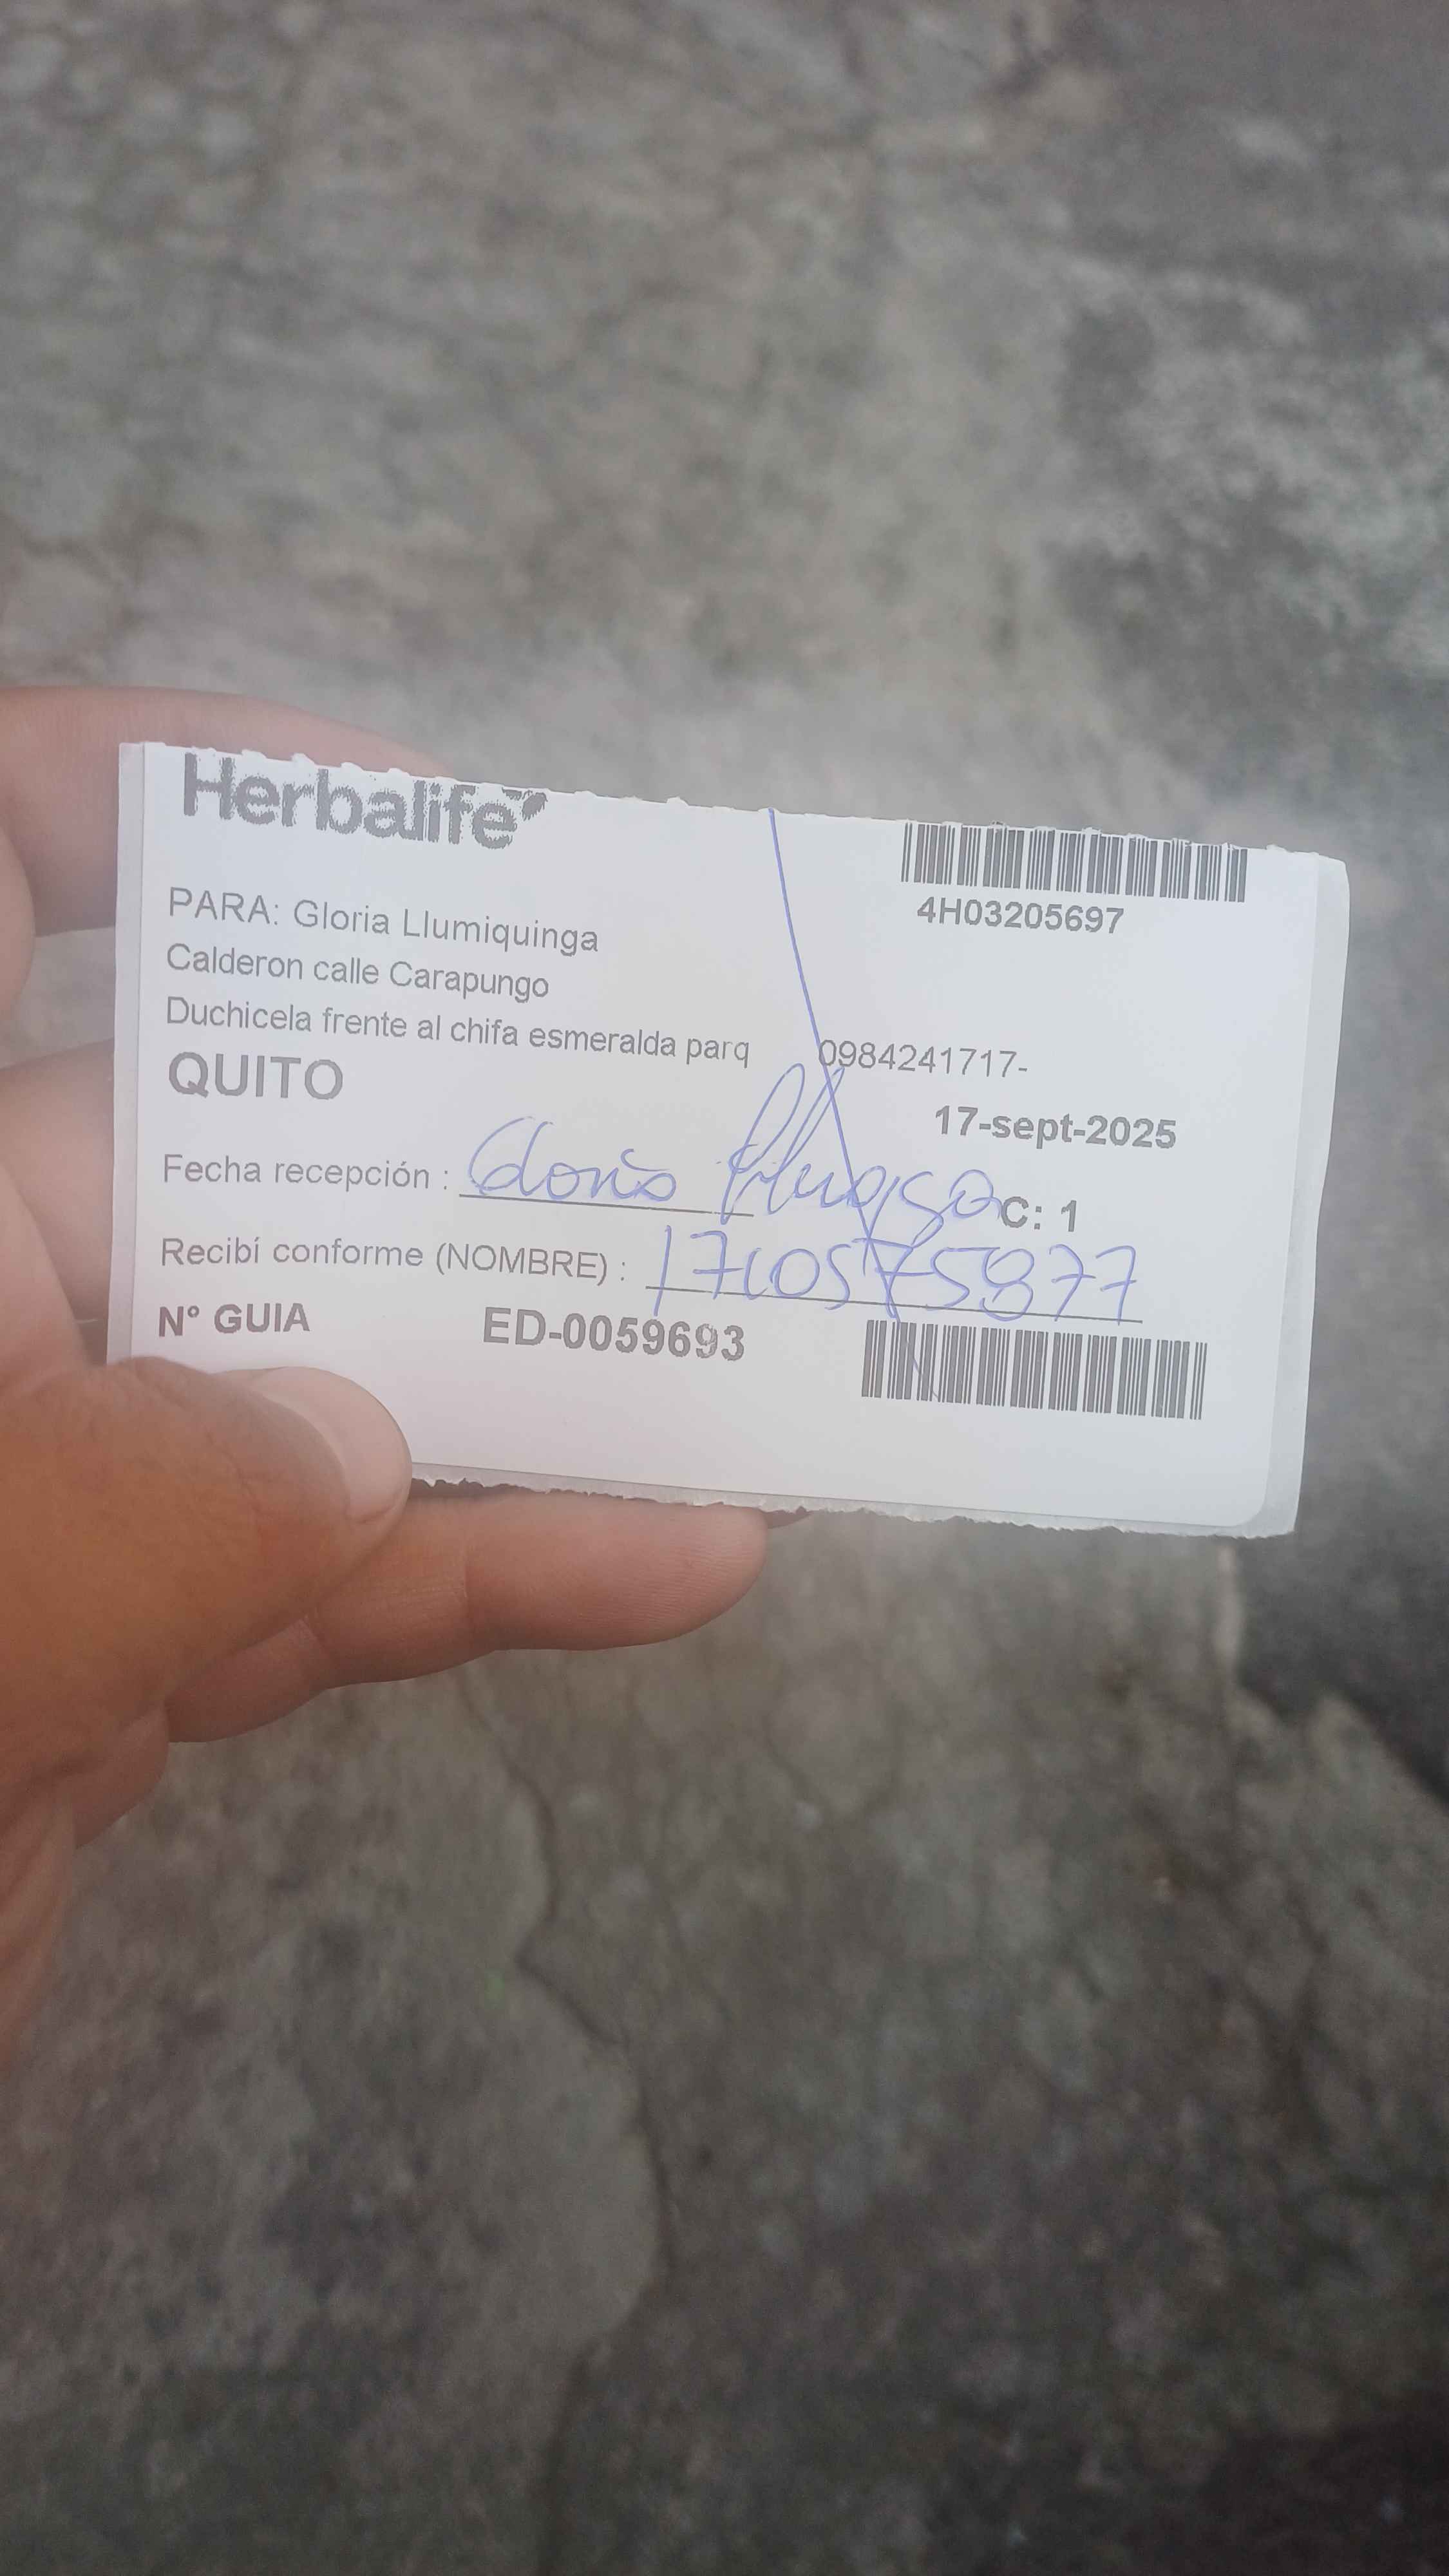 Herbalife
4H03205697
PARA: Gloria Llumiquinga
Calderon calle Carapungo
Duchicela frente al chifa esmeralda parq 0984241717-
QUITO
17-sept-2025
Fecha recepción : C: 1
Recibí conforme (NOMBRE) : 1710575877
N° GUIA ED-0059693